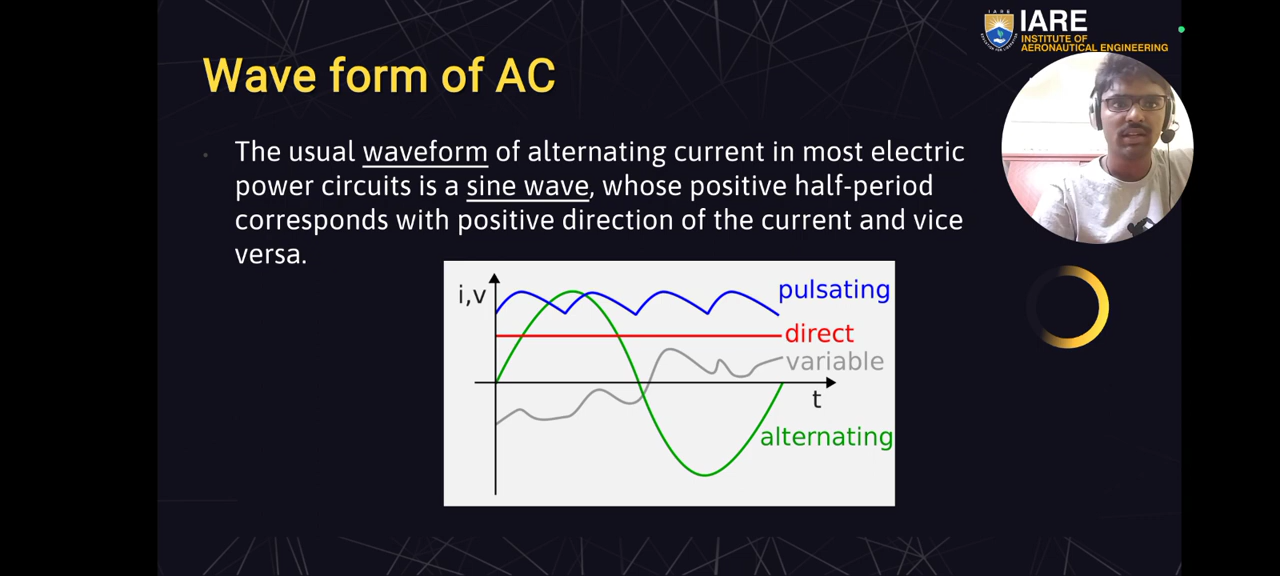 IARE
IARE
INSTITUTE OF
AERONAUTICAL ENGINEERING
Wave form of AC
The usual waveform of alternating current in most electric
power circuits is a sine wave, whose positive half-period
corresponds with positive direction of the current and vice
versa.
i,v
pulsating
direct
variable
t
alternating